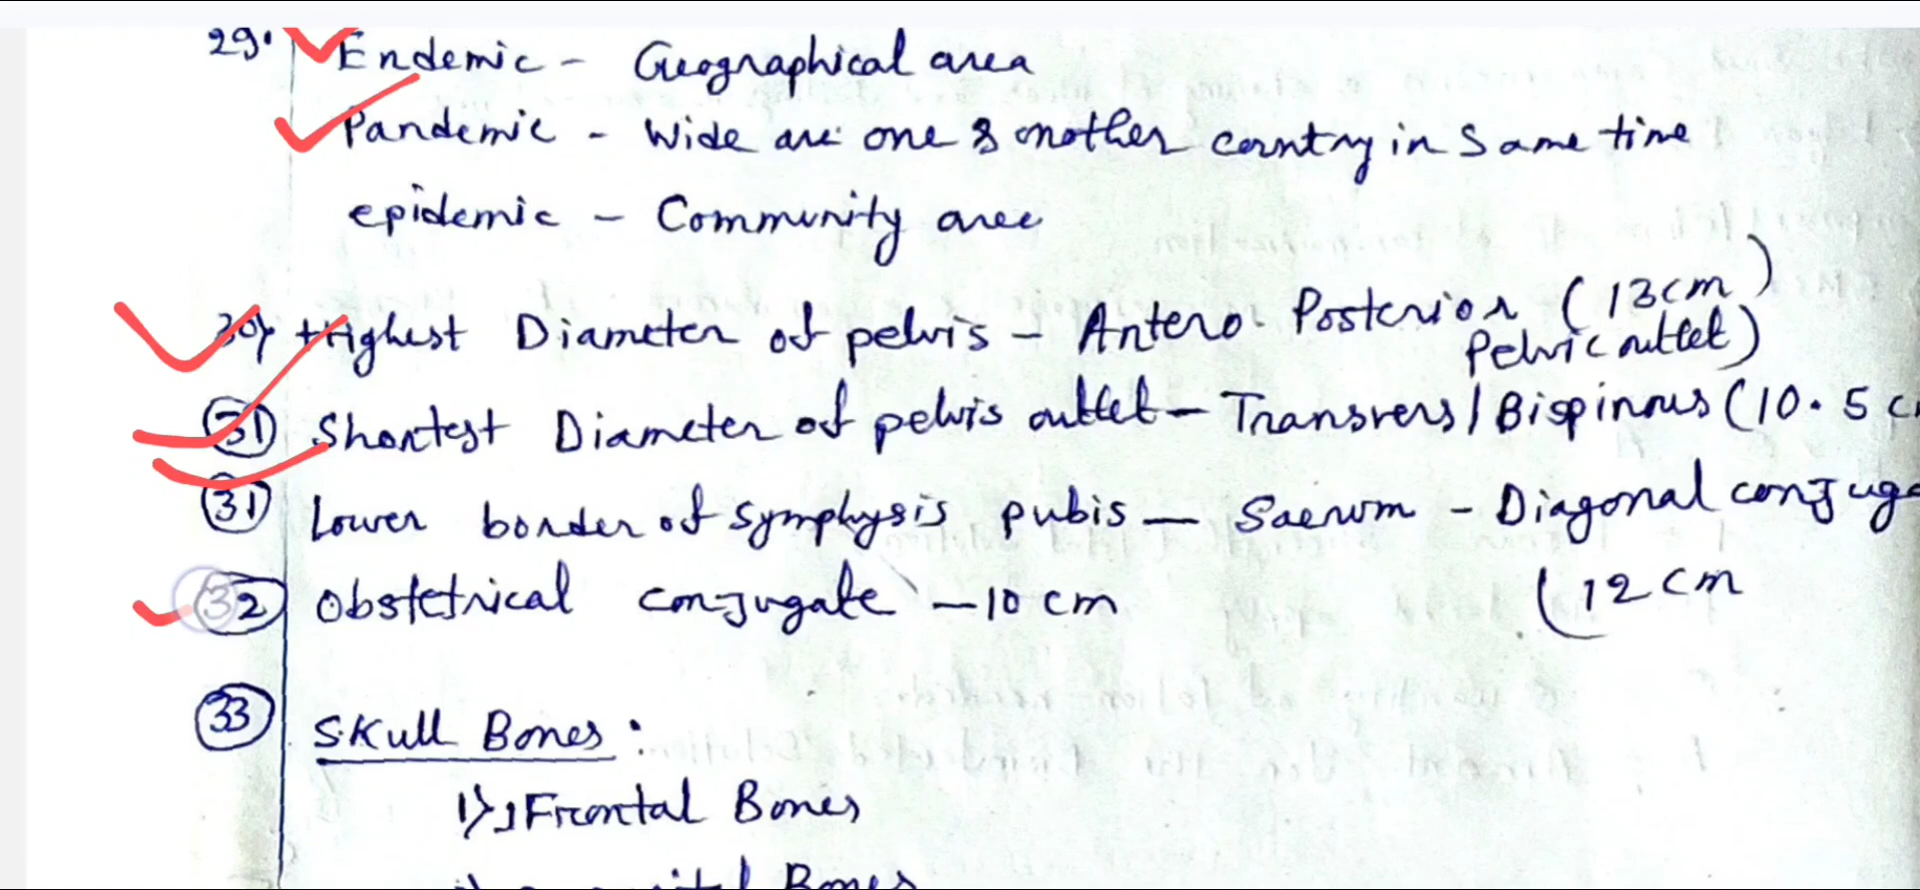 29. Endemic - Geographical area
Pandemic - Wide are one & another country in same time
epidemic - Community area
30) Highest Diameter of pelvis - Antero-Posterior (13cm)
Pelvic outlet)
31) Shortest Diameter of pelvis outlet - Transvers/Bispinous (10.5 c
31) Lower border of symphysis pubis - Sacrum - Diagonal conjuga
(12 cm
32) Obstetrical conjugate - 10 cm
33) Skull Bones :
1) 1 Frontal Bones
Bones